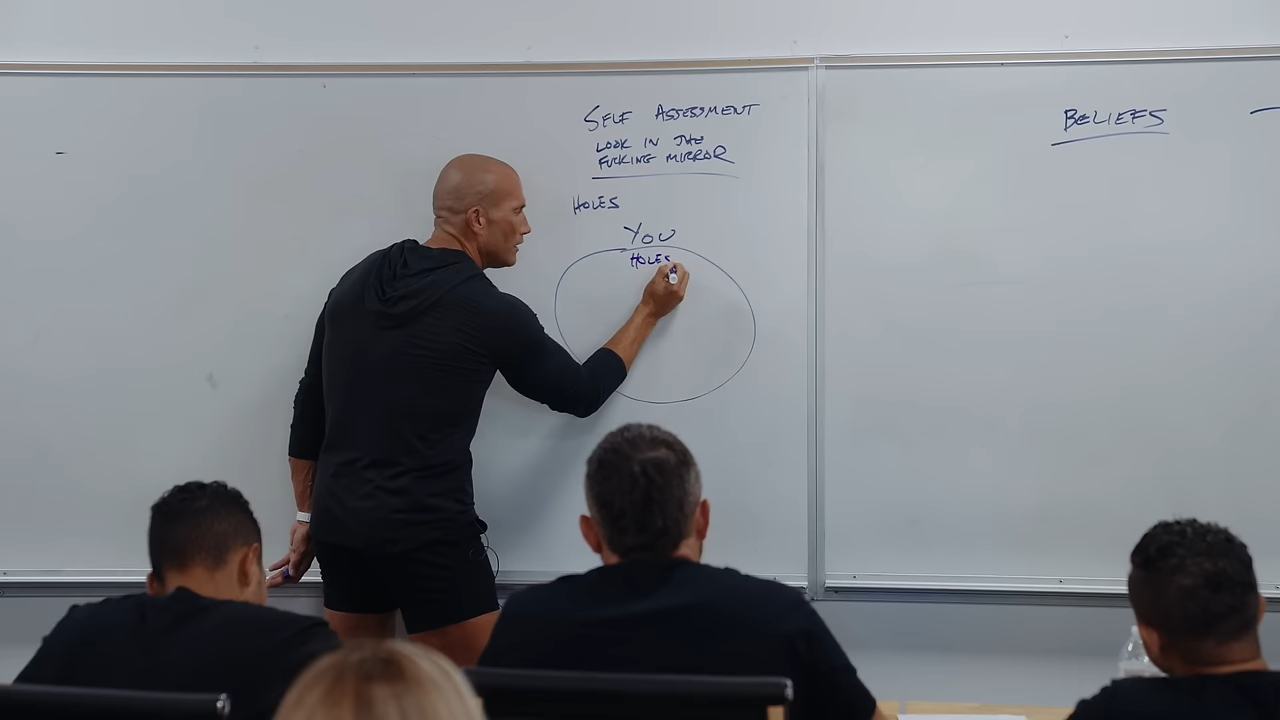 SELF ASSESSMENT
LOOK IN THE
FUCKING MIRROR
HOLES
YOU
HOLES
BELIEFS